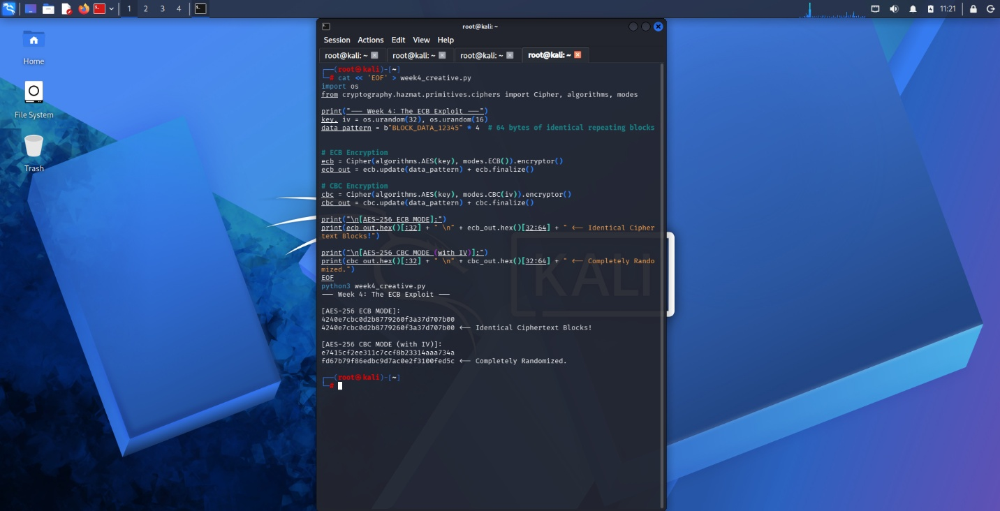 1 2 3 4
11:21
Home
File System
Trash
root@kali: ~
Session Actions Edit View Help
root@kali: ~ root@kali: ~ root@kali: ~ root@kali: ~
┌──(root㉿kali)-[~]
└─# cat << 'EOF' > week4_creative.py
import os
from cryptography.hazmat.primitives.ciphers import Cipher, algorithms, modes
print("--- Week 4: The ECB Exploit ---")
key, iv = os.urandom(32), os.urandom(16)
data_pattern = b"BLOCK_DATA_12345" * 4  # 64 bytes of identical repeating blocks
# ECB Encryption
ecb = Cipher(algorithms.AES(key), modes.ECB()).encryptor()
ecb_out = ecb.update(data_pattern) + ecb.finalize()
# CBC Encryption
cbc = Cipher(algorithms.AES(key), modes.CBC(iv)).encryptor()
cbc_out = cbc.update(data_pattern) + cbc.finalize()
print("\n[AES-256 ECB MODE]:")
print(ecb_out.hex()[:32] + " \n" + ecb_out.hex()[32:64] + " <-- Identical Cipher
text Blocks!")
print("\n[AES-256 CBC MODE (with IV)]:")
print(cbc_out.hex()[:32] + " \n" + cbc_out.hex()[32:64] + " <-- Completely Rando
mized.")
EOF
python3 week4_creative.py
--- Week 4: The ECB Exploit ---
[AES-256 ECB MODE]:
4240e7cbc0d2b8779260f3a37d707b00
4240e7cbc0d2b8779260f3a37d707b00 <-- Identical Ciphertext Blocks!
[AES-256 CBC MODE (with IV)]:
e7415cf2ee311c7ccf8b23314aaa734a
fd67b79f86edbc9d7ac0e2f3100fed5c <-- Completely Randomized.
┌──(root㉿kali)-[~]
└─#
KALI